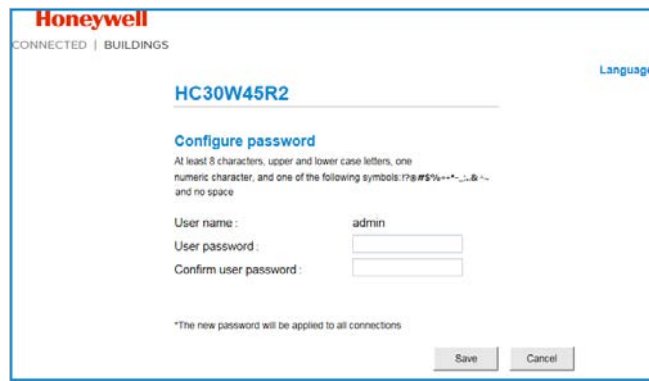 Honeywell
CONNECTED | BUILDINGS
Language
HC30W45R2
Configure password
At least 8 characters, upper and lower case letters, one
numeric character, and one of the following symbols:!?@#$%
and no space
User name : admin
User password :
Confirm user password :
*The new password will be applied to all connections
Save Cancel